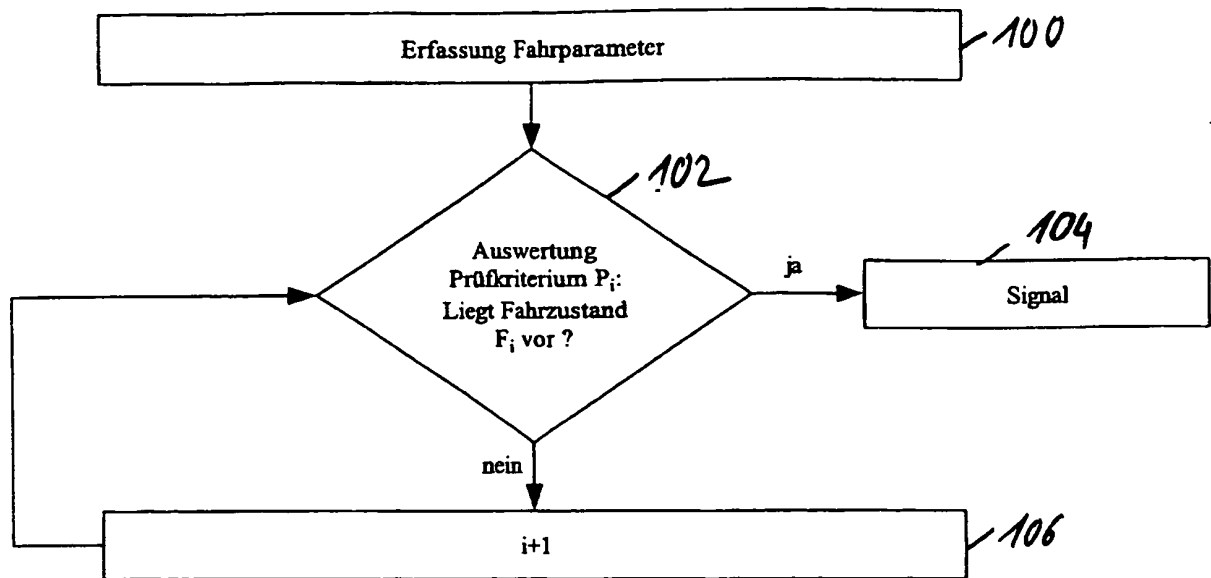 Erfassung Fahrparameter
100
102
Auswertung
Prüfkriterium Pᵢ:
Liegt Fahrzustand
Fᵢ vor ?
ja
104
Signal
nein
i+1
106